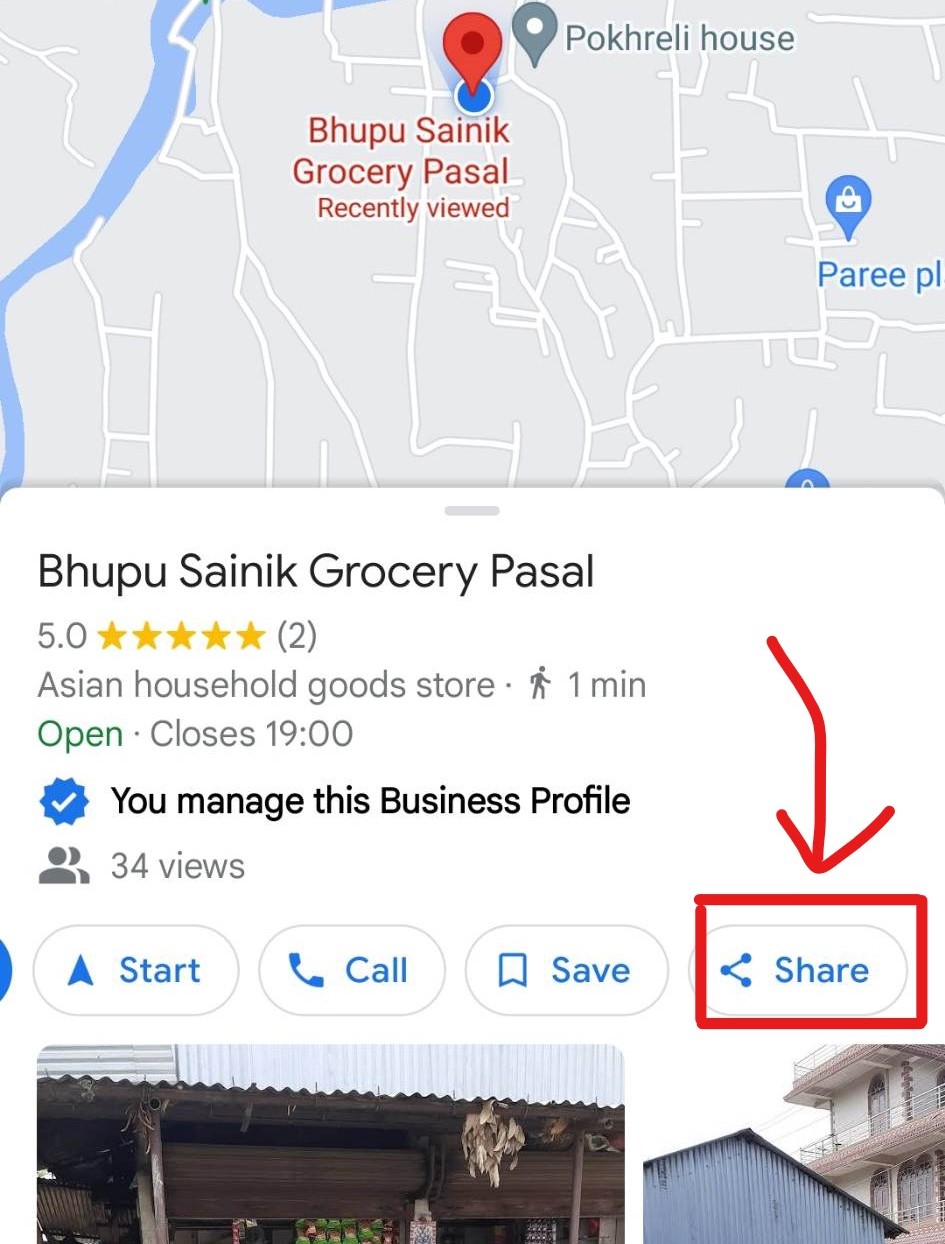 Pokhreli house
Bhupu Sainik
Grocery Pasal
Recently viewed
Paree pl
Bhupu Sainik Grocery Pasal
5.0 (2)
Asian household goods store · 1 min
Open · Closes 19:00
You manage this Business Profile
34 views
Start Call Save Share